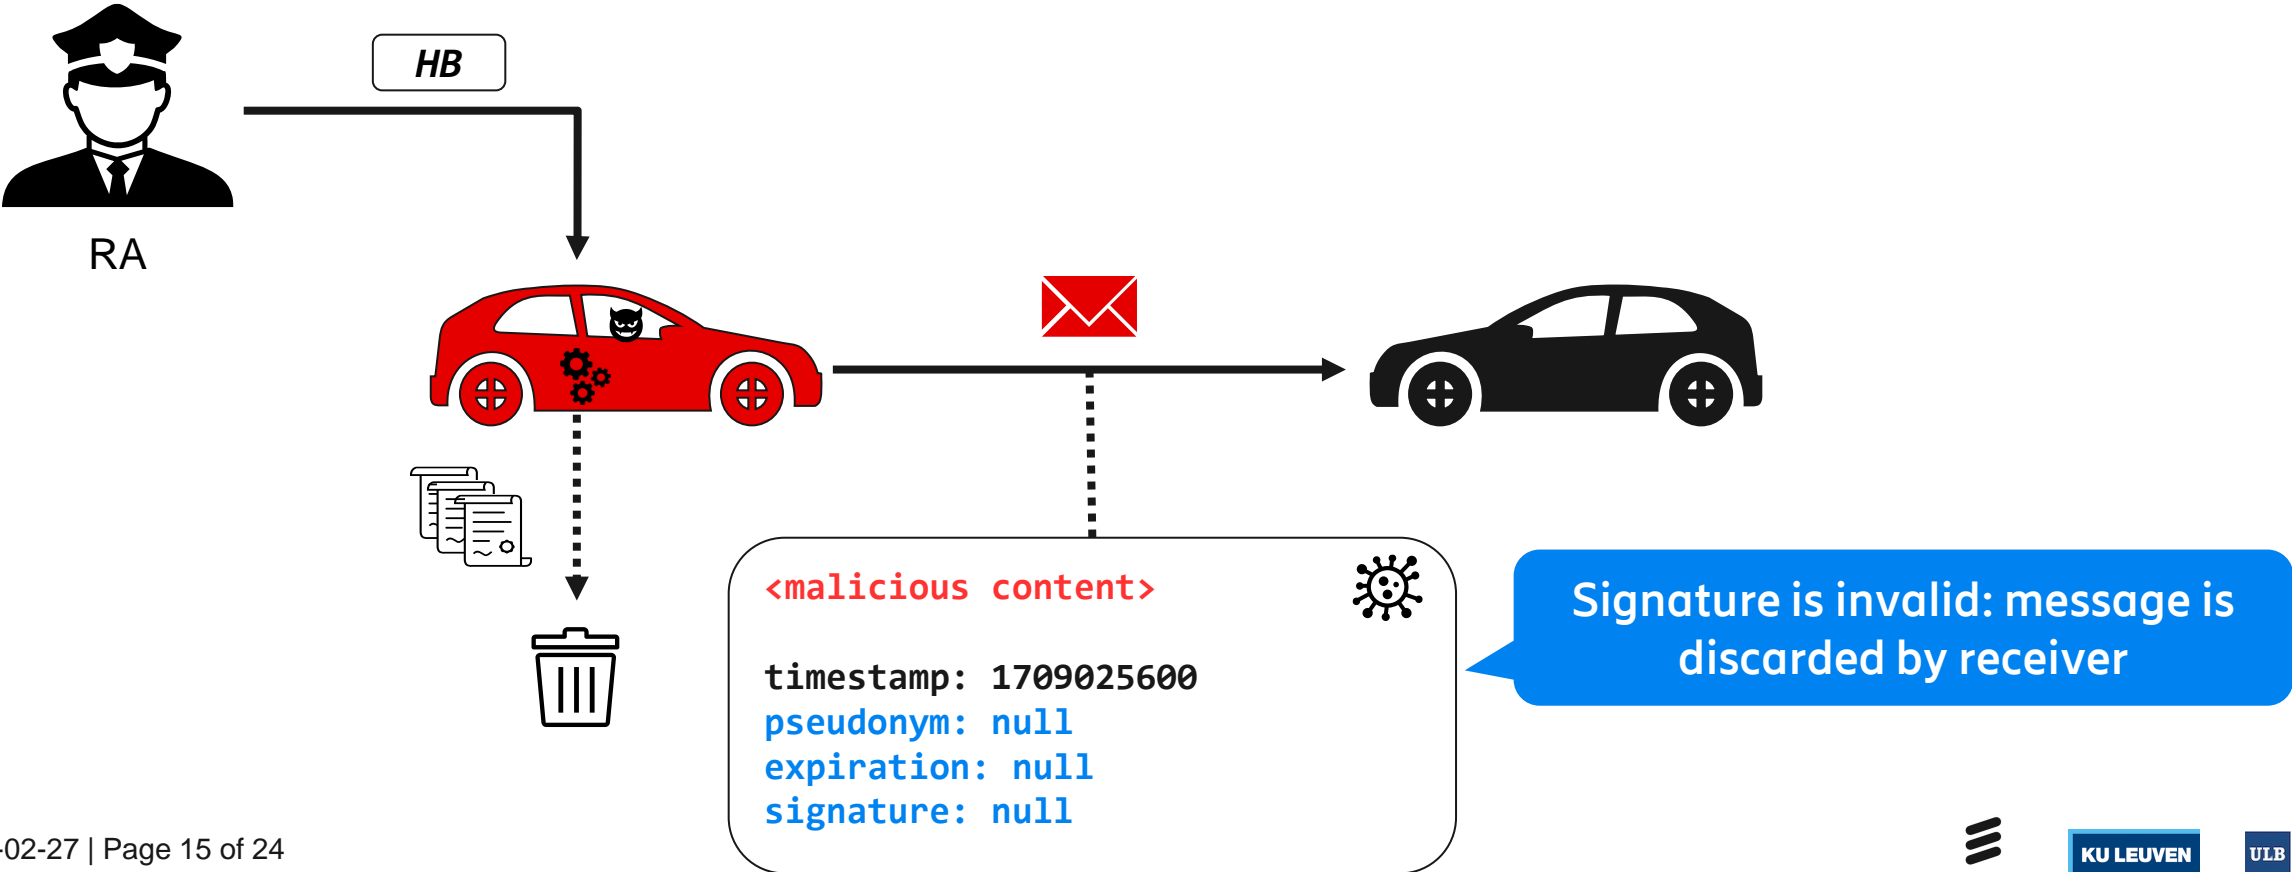 HB
RA
<malicious content>
timestamp: 1709025600
pseudonym: null
expiration: null
signature: null
Signature is invalid: message is
discarded by receiver
-02-27 | Page 15 of 24
KU LEUVEN
ULB